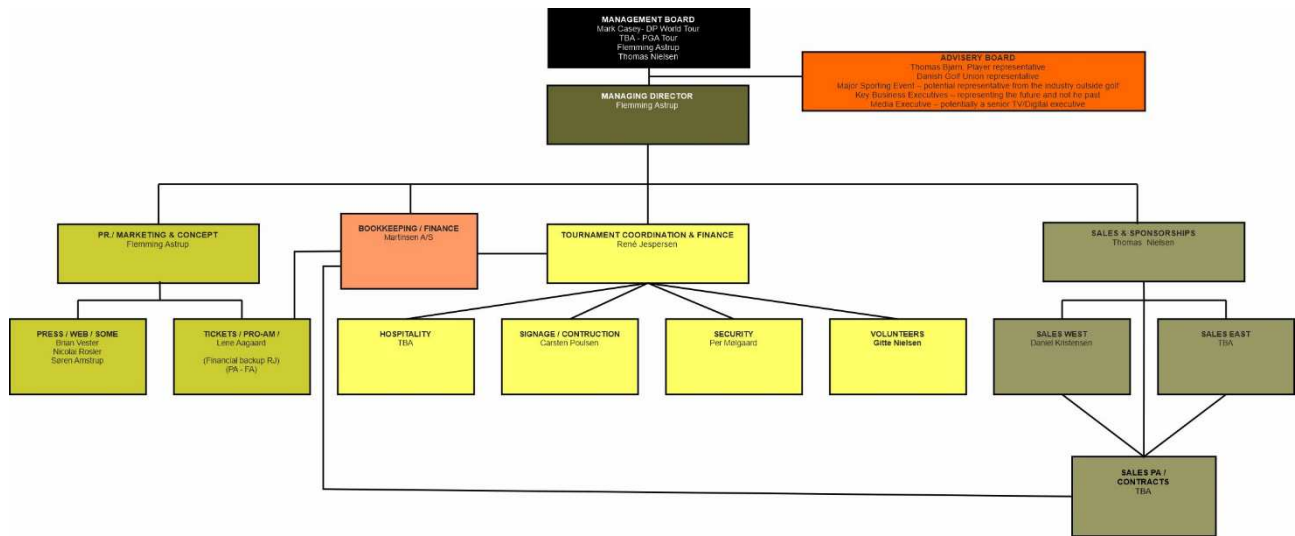 MANAGEMENT BOARD
Mark Casey- DP World Tour
TBA - PGA Tour
Flemming Astrup
Thomas Nielsen
ADVISERY BOARD
Thomas Bjørn. Player representative
Danish Golf Union representative
Major Sporting Event – potential representative from the industry outside golf
Key Business Executives – representing the future and not he past
Media Executive – potentially a senior TV/Digital executive
MANAGING DIRECTOR
Flemming Astrup
PR./ MARKETING & CONCEPT
Flemming Astrup
BOOKKEEPING / FINANCE
Martinsen A/S
TOURNAMENT COORDINATION & FINANCE
René Jespersen
SALES & SPONSORSHIPS
Thomas Nielsen
PRESS / WEB / SOME
Brian Vester
Nicolai Rosler
Søren Amstrup
TICKETS / PRO-AM /
Lene Aagaard
(Financial backup RJ)
(PA - FA)
HOSPITALITY
TBA
SIGNAGE / CONTRUCTION
Carsten Poulsen
SECURITY
Per Mølgaard
VOLUNTEERS
Gitte Nielsen
SALES WEST
Daniel Kristensen
SALES EAST
TBA
SALES PA /
CONTRACTS
TBA